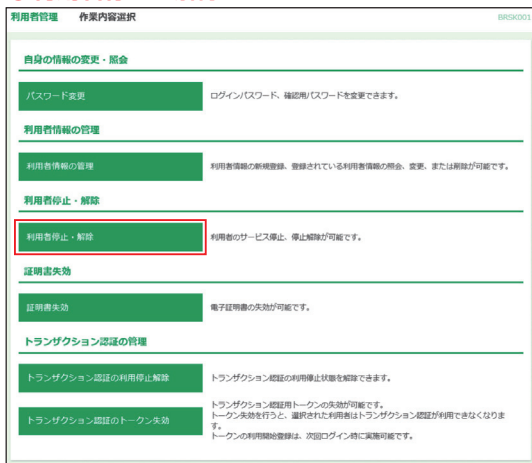 利用者管理 作業内容選択 BRSK001
自身の情報の変更・照会
パスワード変更 ログインパスワード、確認用パスワードを変更できます。
利用者情報の管理
利用者情報の管理 利用者情報の新規登録、登録されている利用者情報の照会、変更、または削除が可能です。
利用者停止・解除
利用者停止・解除 利用者のサービス停止、停止解除が可能です。
証明書失効
証明書失効 電子証明書の失効が可能です。
トランザクション認証の管理
トランザクション認証の利用停止解除 トランザクション認証の利用停止状態を解除できます。
トランザクション認証のトークン失効 トランザクション認証用トークンの失効が可能です。
トークン失効を行うと、選択された利用者はトランザクション認証が利用できなくなりま
す。
トークンの利用開始登録は、次回ログイン時に実施可能です。